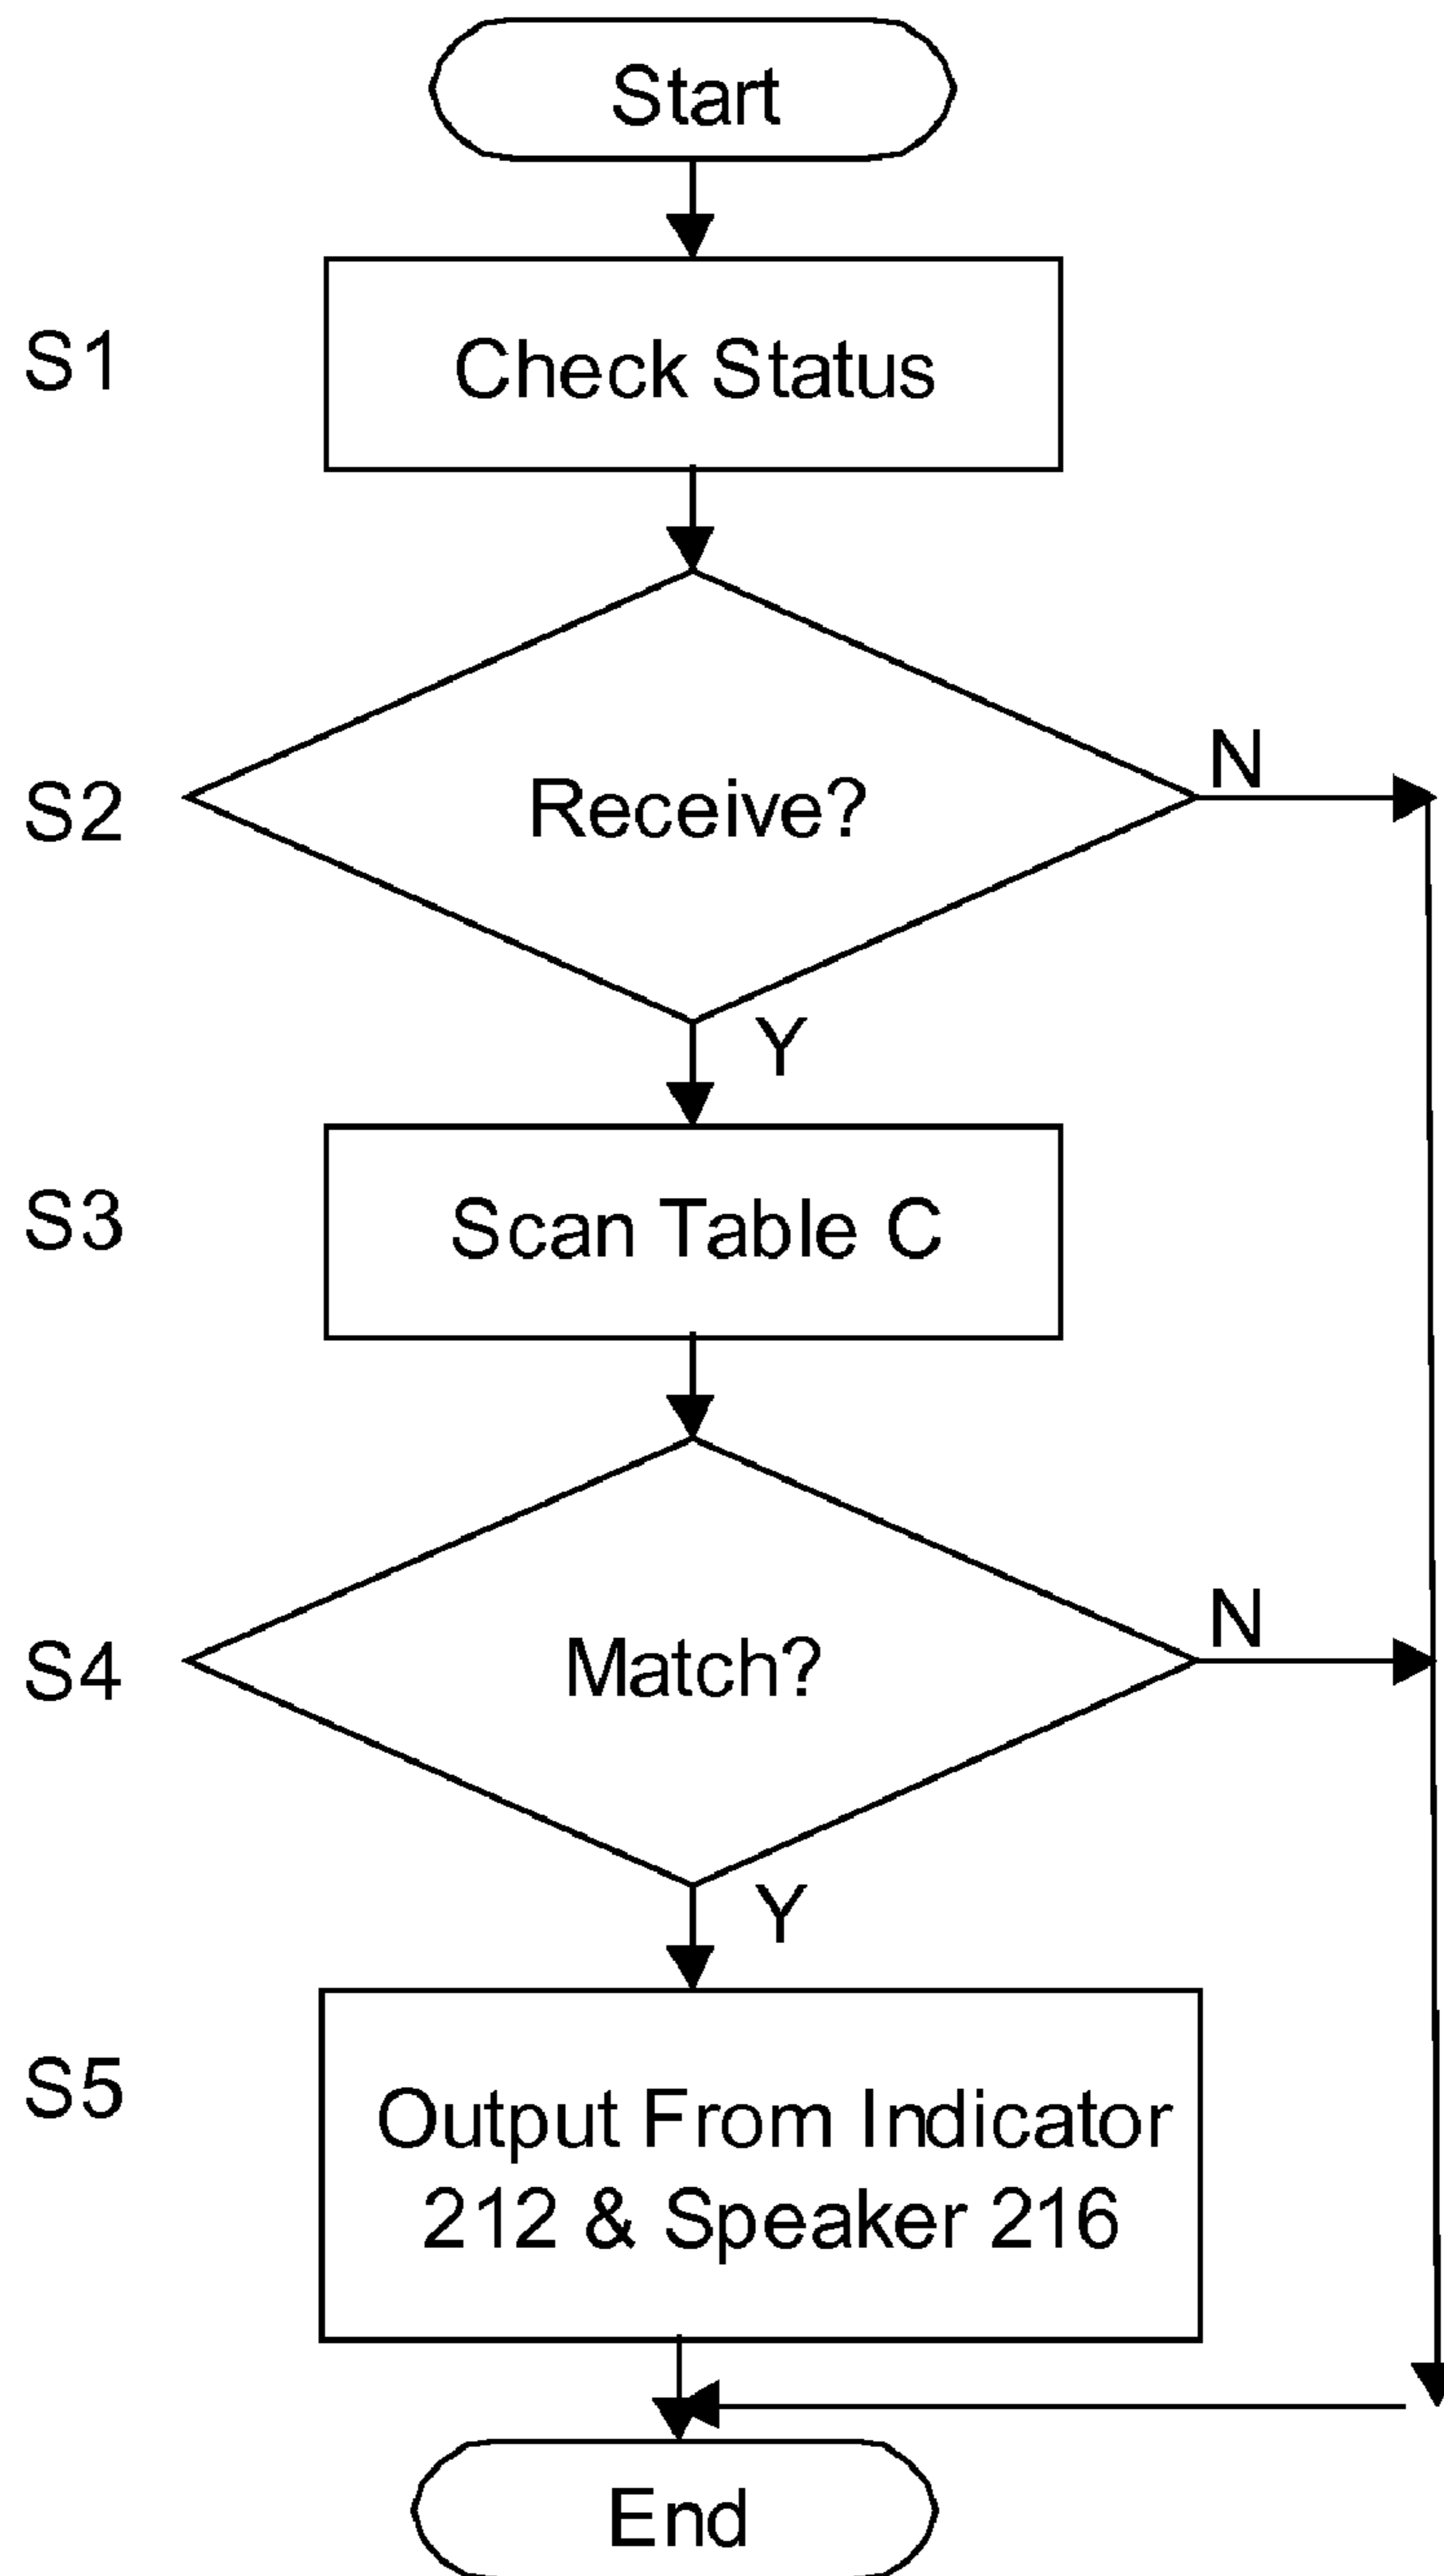 Start
S1
Check Status
S2
Receive?
N
Y
S3
Scan Table C
S4
Match?
N
Y
S5
Output From Indicator
212 & Speaker 216
End